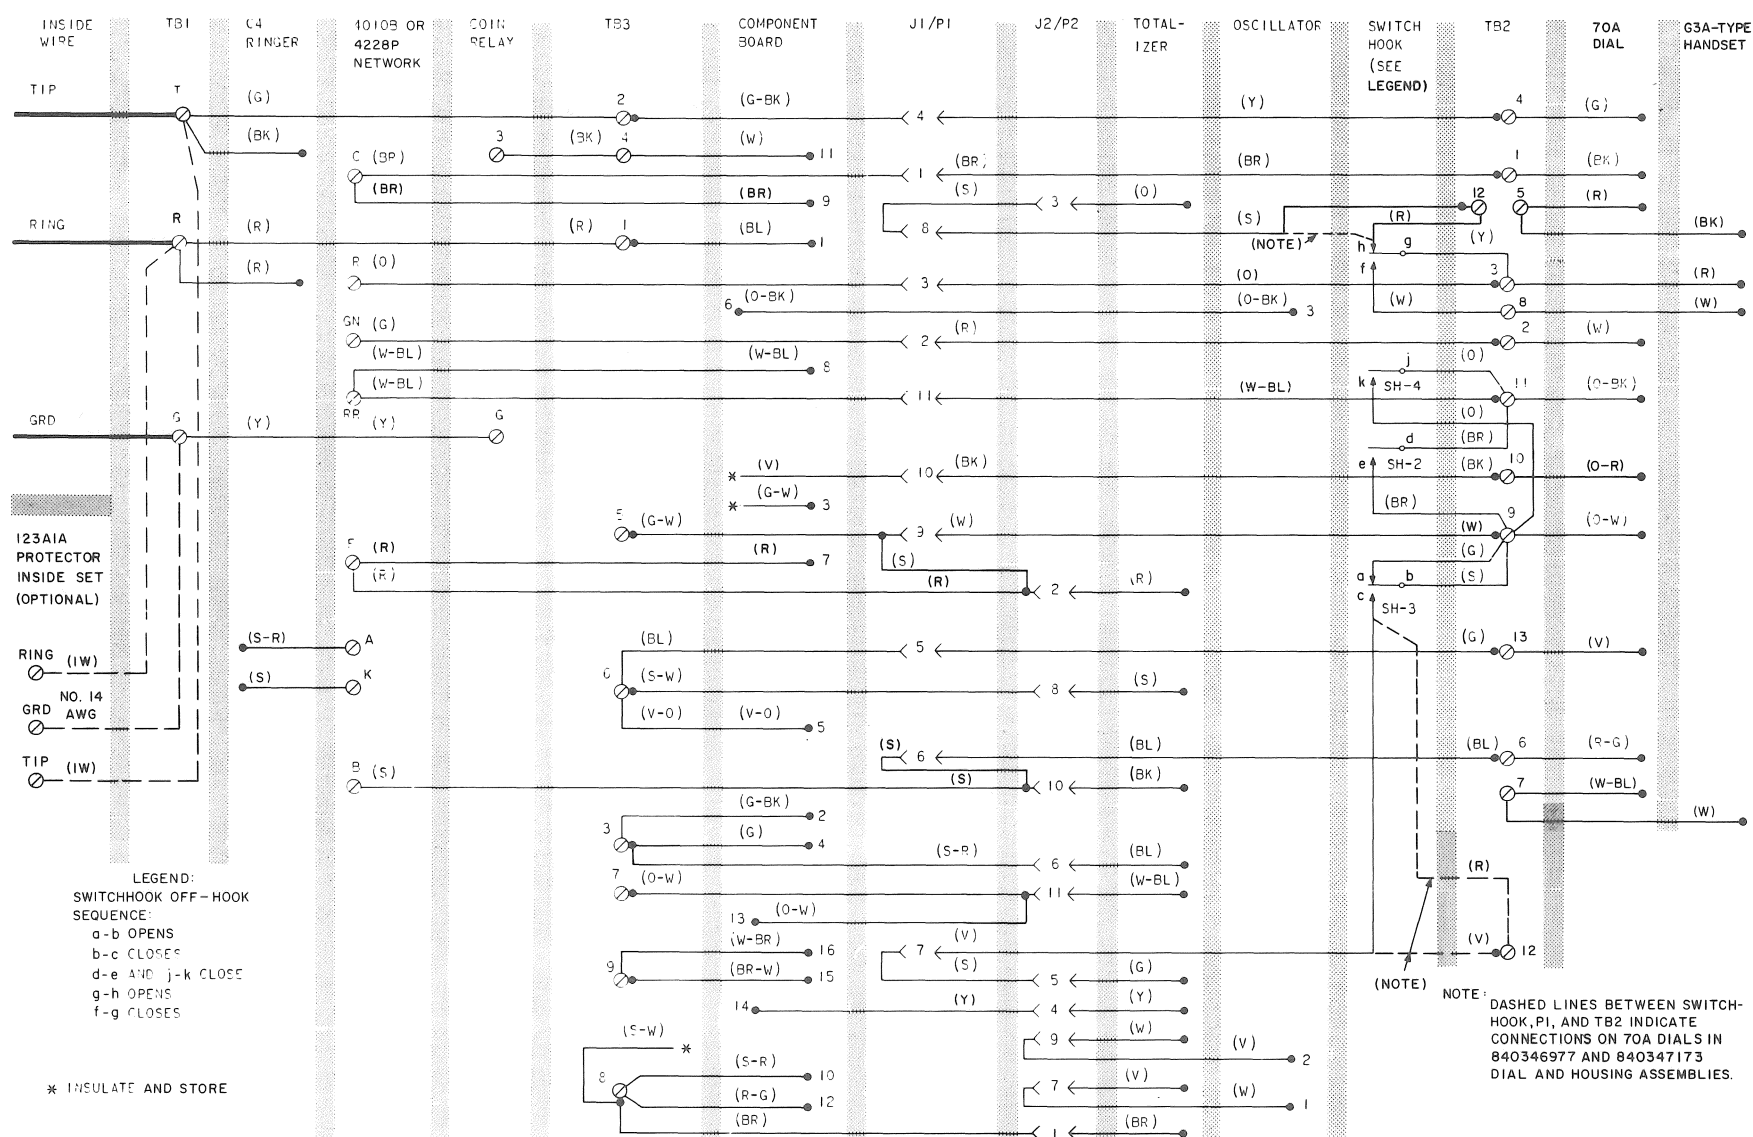 INSIDE
WIRE
TB1
C4
RINGER
4010B OR
4228P
NETWORK
COIN
RELAY
TB3
COMPONENT
BOARD
J1/P1
J2/P2
TOTAL-
IZER
OSCILLATOR
SWITCH
HOOK
(SEE
LEGEND)
TB2
70A
DIAL
G3A-TYPE
HANDSET
TIP T (G) 2 (G-BK) 4 (Y) 4 (G)
(BK) 3 (BK) 4 (W) 11
C (BR) 1 (BR) (BR) 1 (BK)
(BR) (BR) 9 (S) 3 (O) 12 5 (R)
RING R (R) (R) 1 (BL) 1 8 (S) (R) (Y) (BK)
(NOTE) h g
(R) R (O) 3 (O) f 3 (R)
6 (O-BK) (O-BK) 3 (W) 8 (W)
GN (G) 2 (R) 2 (W)
(W-BL) (W-BL) 8 j (O)
(W-BL) 11 (W-BL) k SH-4 11 (O-BK)
RR (O)
GRD G (Y) (Y) G d (BR)
* (V) 10 (BK) e SH-2 (BK) 10 (O-R)
* (G-W) 3 (BR)
5 (G-W) 9 (W) (W) 9 (O-W)
(R) (R) 7 (S) (G)
(R) (R) 2 (R) a b (S)
c SH-3
123A1A
PROTECTOR
INSIDE SET
(OPTIONAL)
(S-R) A (BL) 5 (G) 13 (V)
RING (IW)
(S) K (S-W) 8 (S)
NO. 14
AWG
GRD
(V-O) (V-O) 5
TIP (IW)
(S) 6 (BL) (BL) 6 (R-G)
B (S) (S) 10 (BK) 7 (W-BL)
(G-BK) 2 (W)
3 (G) 4
(S-R) 6 (BL)
7 (O-W) 11 (W-BL) (R)
13 (O-W)
(W-BR) 16 7 (V) (V) 12
9 (BR-W) 15 (S) 5 (G)
(NOTE)
14 (Y) 4 (Y)
(S-W) * 9 (W) (V) 2
8 (S-R) 10 7 (V)
(R-G) 12 (W) 1
(BR) 1 (BR)
LEGEND:
SWITCHHOOK OFF-HOOK
SEQUENCE:
a-b OPENS
b-c CLOSES
d-e AND j-k CLOSE
g-h OPENS
f-g CLOSES
* INSULATE AND STORE
NOTE:
DASHED LINES BETWEEN SWITCH-
HOOK, P1, AND TB2 INDICATE
CONNECTIONS ON 70A DIALS IN
840346977 AND 840347173
DIAL AND HOUSING ASSEMBLIES.